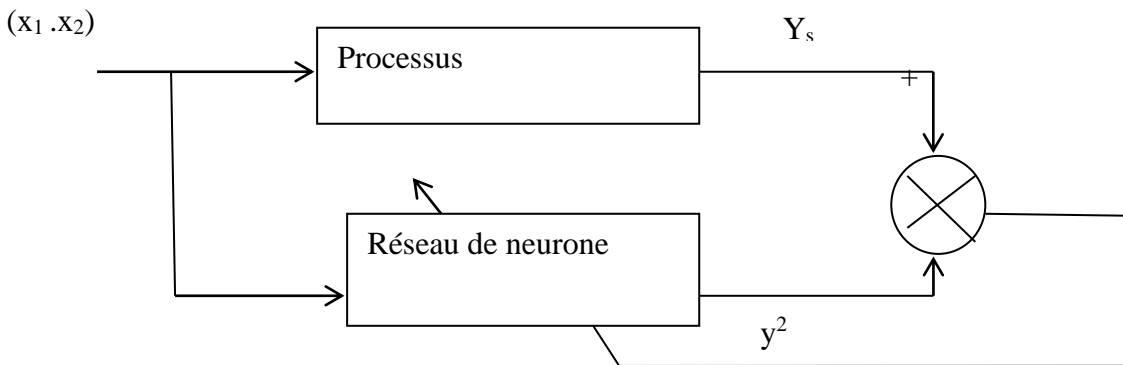 (x₁ .x₂)
Yₛ
Processus
+
Réseau de neurone
y²